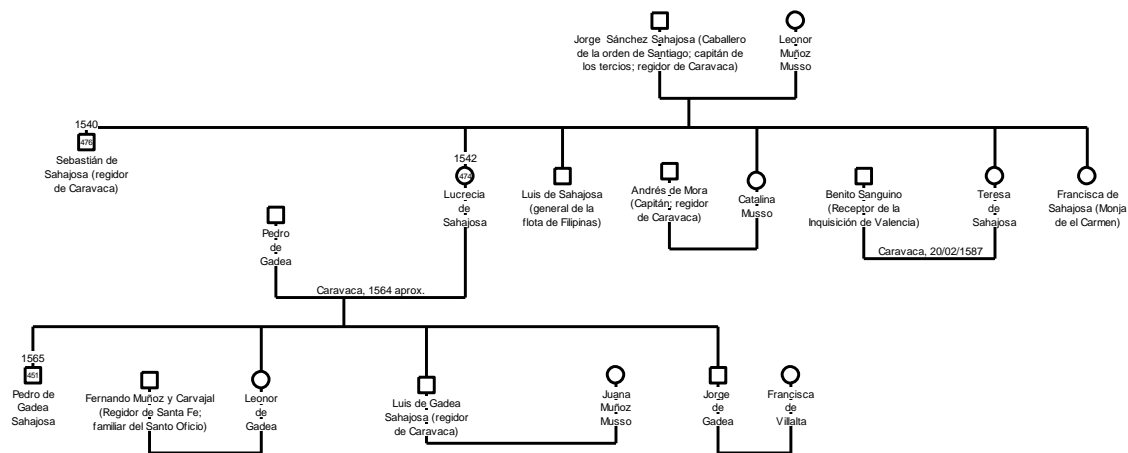 Jorge Sánchez Sahajosa (Caballero
de la orden de Santiago; capitán de
los tercios; regidor de Caravaca)
Leonor
Muñoz
Musso
1540
476
Sebastián de
Sahajosa (regidor
de Caravaca)
1542
474
Lucrecia
de
Sahajosa
Luis de Sahajosa
(general de la
flota de Filipinas)
Andrés de Mora
(Capitán; regidor
de Caravaca)
Catalina
Musso
Benito Sanguino
(Receptor de la
Inquisición de Valencia)
Teresa
de
Sahajosa
Francisca de
Sahajosa (Monja
de el Carmen)
Caravaca, 20/02/1587
Pedro
de
Gadea
Caravaca, 1564 aprox.
1565
451
Pedro de
Gadea
Sahajosa
Fernando Muñoz y Carvajal
(Regidor de Santa Fe;
familiar del Santo Oficio)
Leonor
de
Gadea
Luis de Gadea
Sahajosa (regidor
de Caravaca)
Juana
Muñoz
Musso
Jorge
de
Gadea
Francisca
de
Villalta